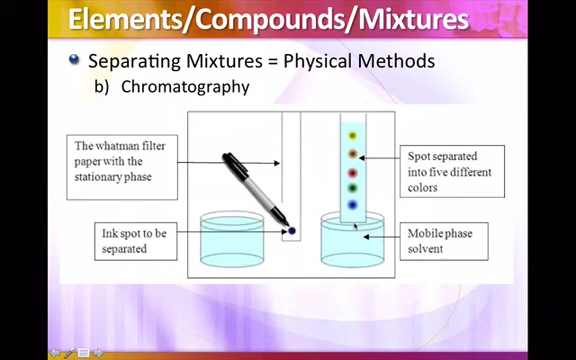 Elements/Compounds/Mixtures
Separating Mixtures = Physical Methods
b) Chromatography
The whatman filter
paper with the
stationary phase
Ink spot to be
separated
Spot separated
into five different
colors
Mobile phase
solvent